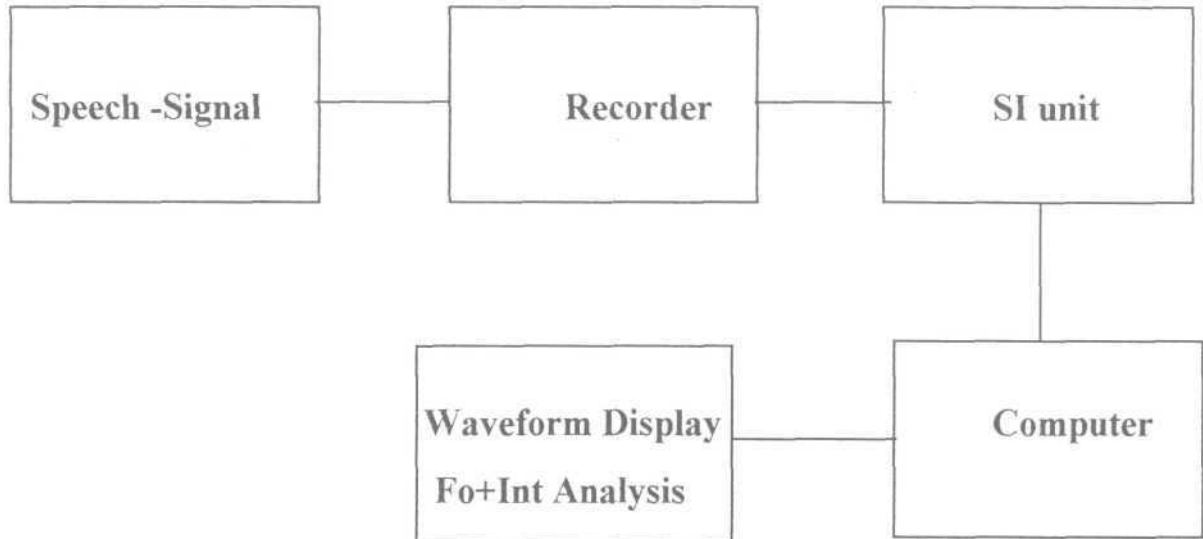 Speech -Signal
Recorder
SI unit
Computer
Waveform Display
Fo+Int Analysis